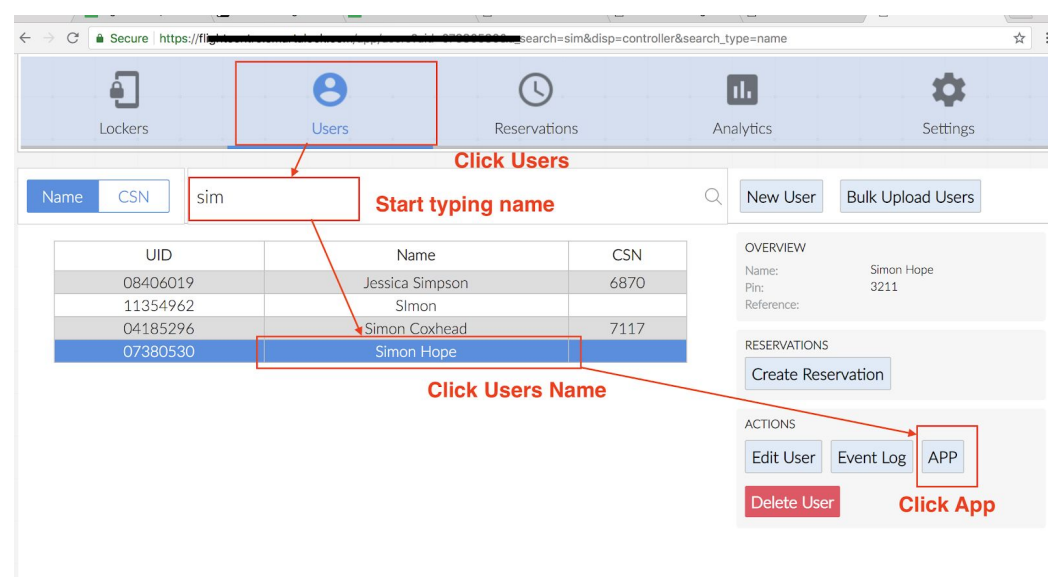 Secure https://fli
search=sim&disp=controller&search_type=name
Lockers Users Reservations Analytics Settings
Click Users
Name CSN sim New User Bulk Upload Users
Start typing name
UID Name CSN
08406019 Jessica Simpson 6870
11354962 SImon
04185296 Simon Coxhead 7117
07380530 Simon Hope
Click Users Name
OVERVIEW
Name: Simon Hope
Pin: 3211
Reference:
RESERVATIONS
Create Reservation
ACTIONS
Edit User Event Log APP
Delete User
Click App